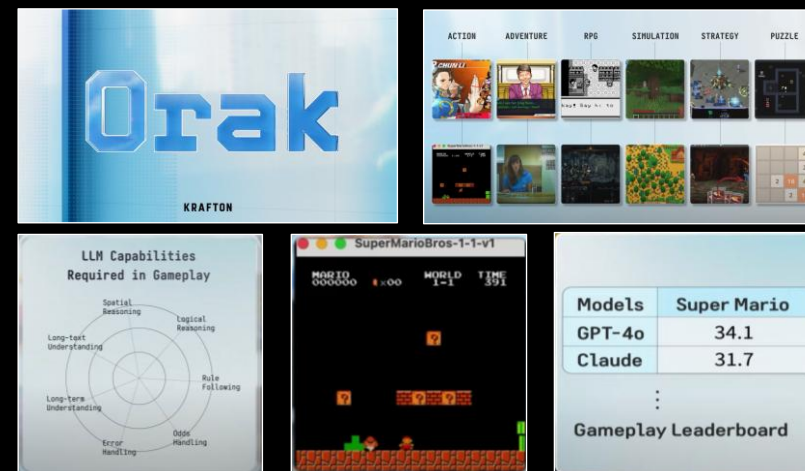 Orak
KRAFTON
ACTION ADVENTURE RPG SIMULATION STRATEGY PUZZLE
CHUN-LI
LLM Capabilities
Required in Gameplay
Spatial
Reasoning
Logical
Reasoning
Long-text
Understanding
Rule
Following
Long-term
Understanding
Odds
Handling
Error
Handling
SuperMarioBros-1-1-v1
MARIO WORLD TIME
000000 ×00 1-1 391
? 
?
? ?
Models Super Mario
GPT-4o 34.1
Claude 31.7
⋮
Gameplay Leaderboard